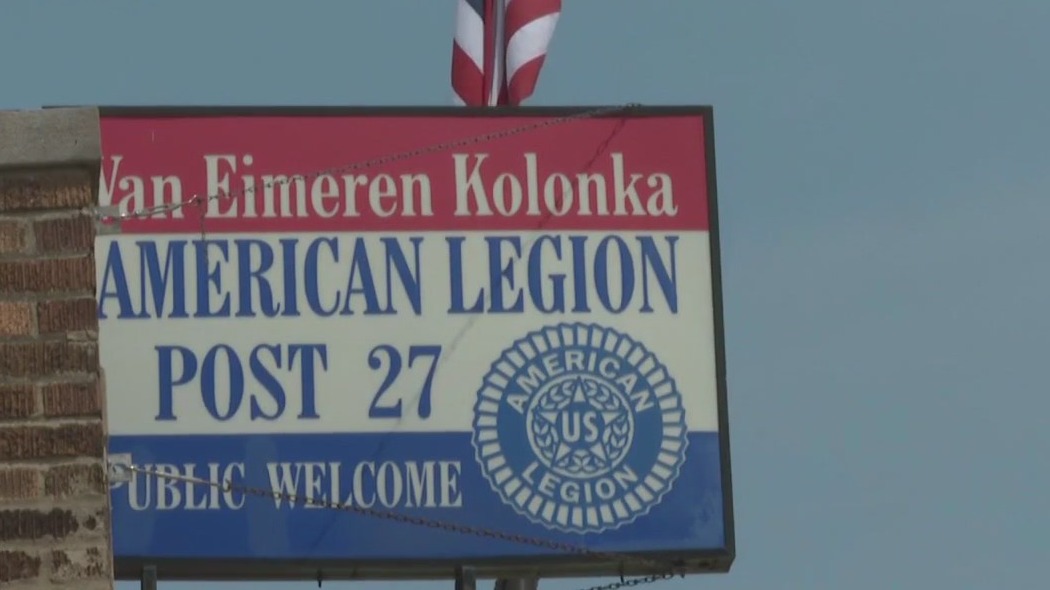 Van Eimeren Kolonka
AMERICAN LEGION
POST 27
PUBLIC WELCOME
AMERICAN
US
LEGION